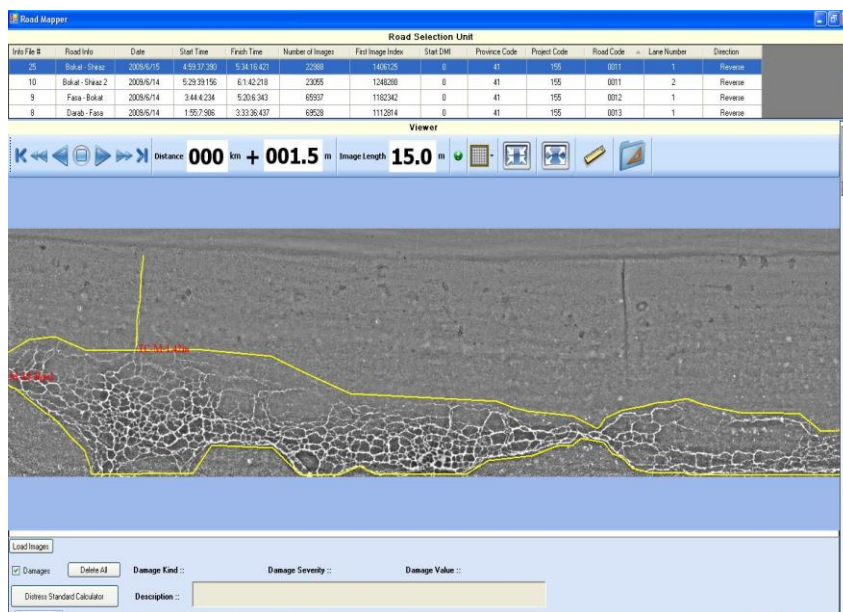 Road Mapper
Road Selection Unit
Info File # Road Info Date Start Time Finish Time Number of Images First Image Index Start DMI Province Code Project Code Road Code Lane Number Direction
25 Bokat - Shiraz 2009/6/15 4:59:37:390 5:34:16:421 22988 1406125 0 41 155 0011 1 Reverse
10 Bokat - Shiraz 2 2009/6/14 5:29:39:156 6:1:42:218 23055 1248280 0 41 155 0011 2 Reverse
9 Fasa - Bokat 2009/6/14 3:44:4:234 5:20:6:343 65937 1182342 0 41 155 0012 1 Reverse
8 Darab - Fasa 2009/6/14 1:55:7:906 3:33:36:437 69528 1112814 0 41 155 0013 1 Reverse
Viewer
Distance 000 km + 001.5 m Image Length 15.0 m
Load Images
Damages Delete All Damage Kind :: Damage Severity :: Damage Value ::
Distress Standard Calculator Description ::